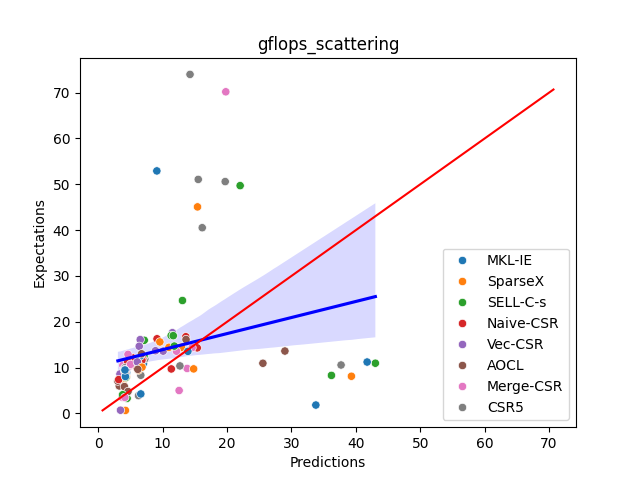 gflops_scattering
Expectations
70
60
50
40
30
20
10
0
0 10 20 30 40 50 60 70
Predictions
MKL-IE
SparseX
SELL-C-s
Naive-CSR
Vec-CSR
AOCL
Merge-CSR
CSR5